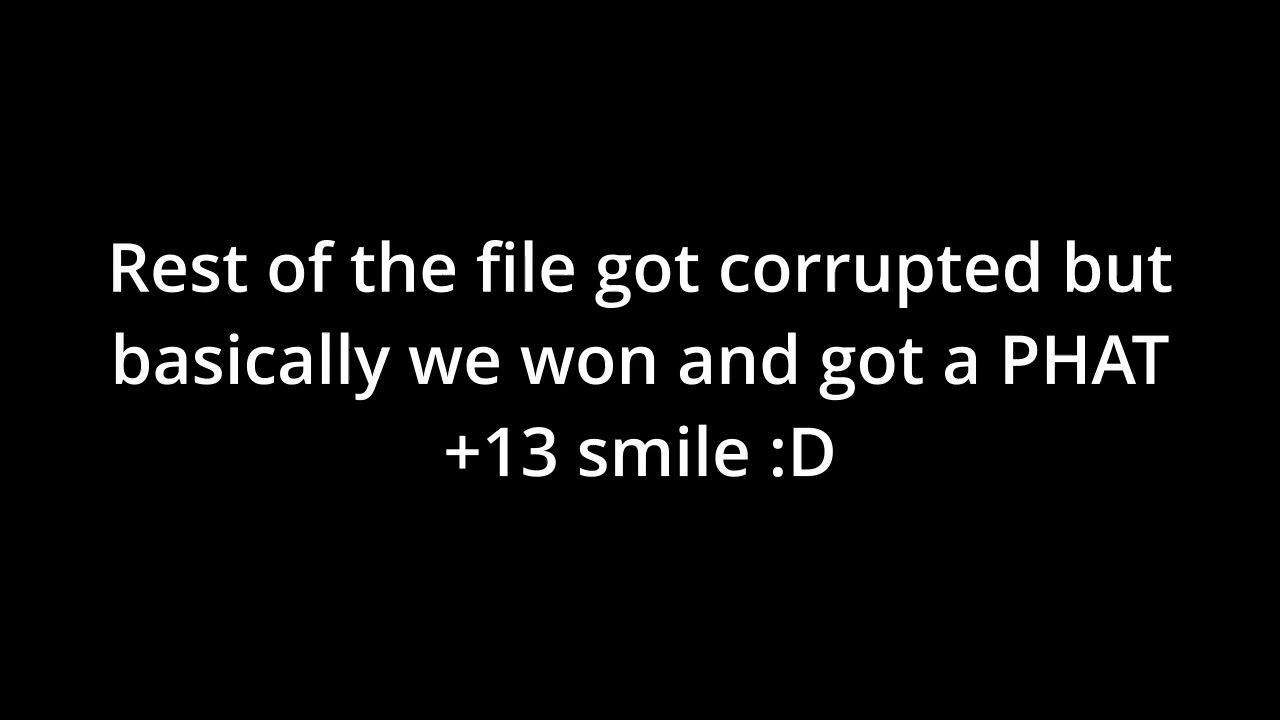 Rest of the file got corrupted but
basically we won and got a PHAT
+13 smile :D